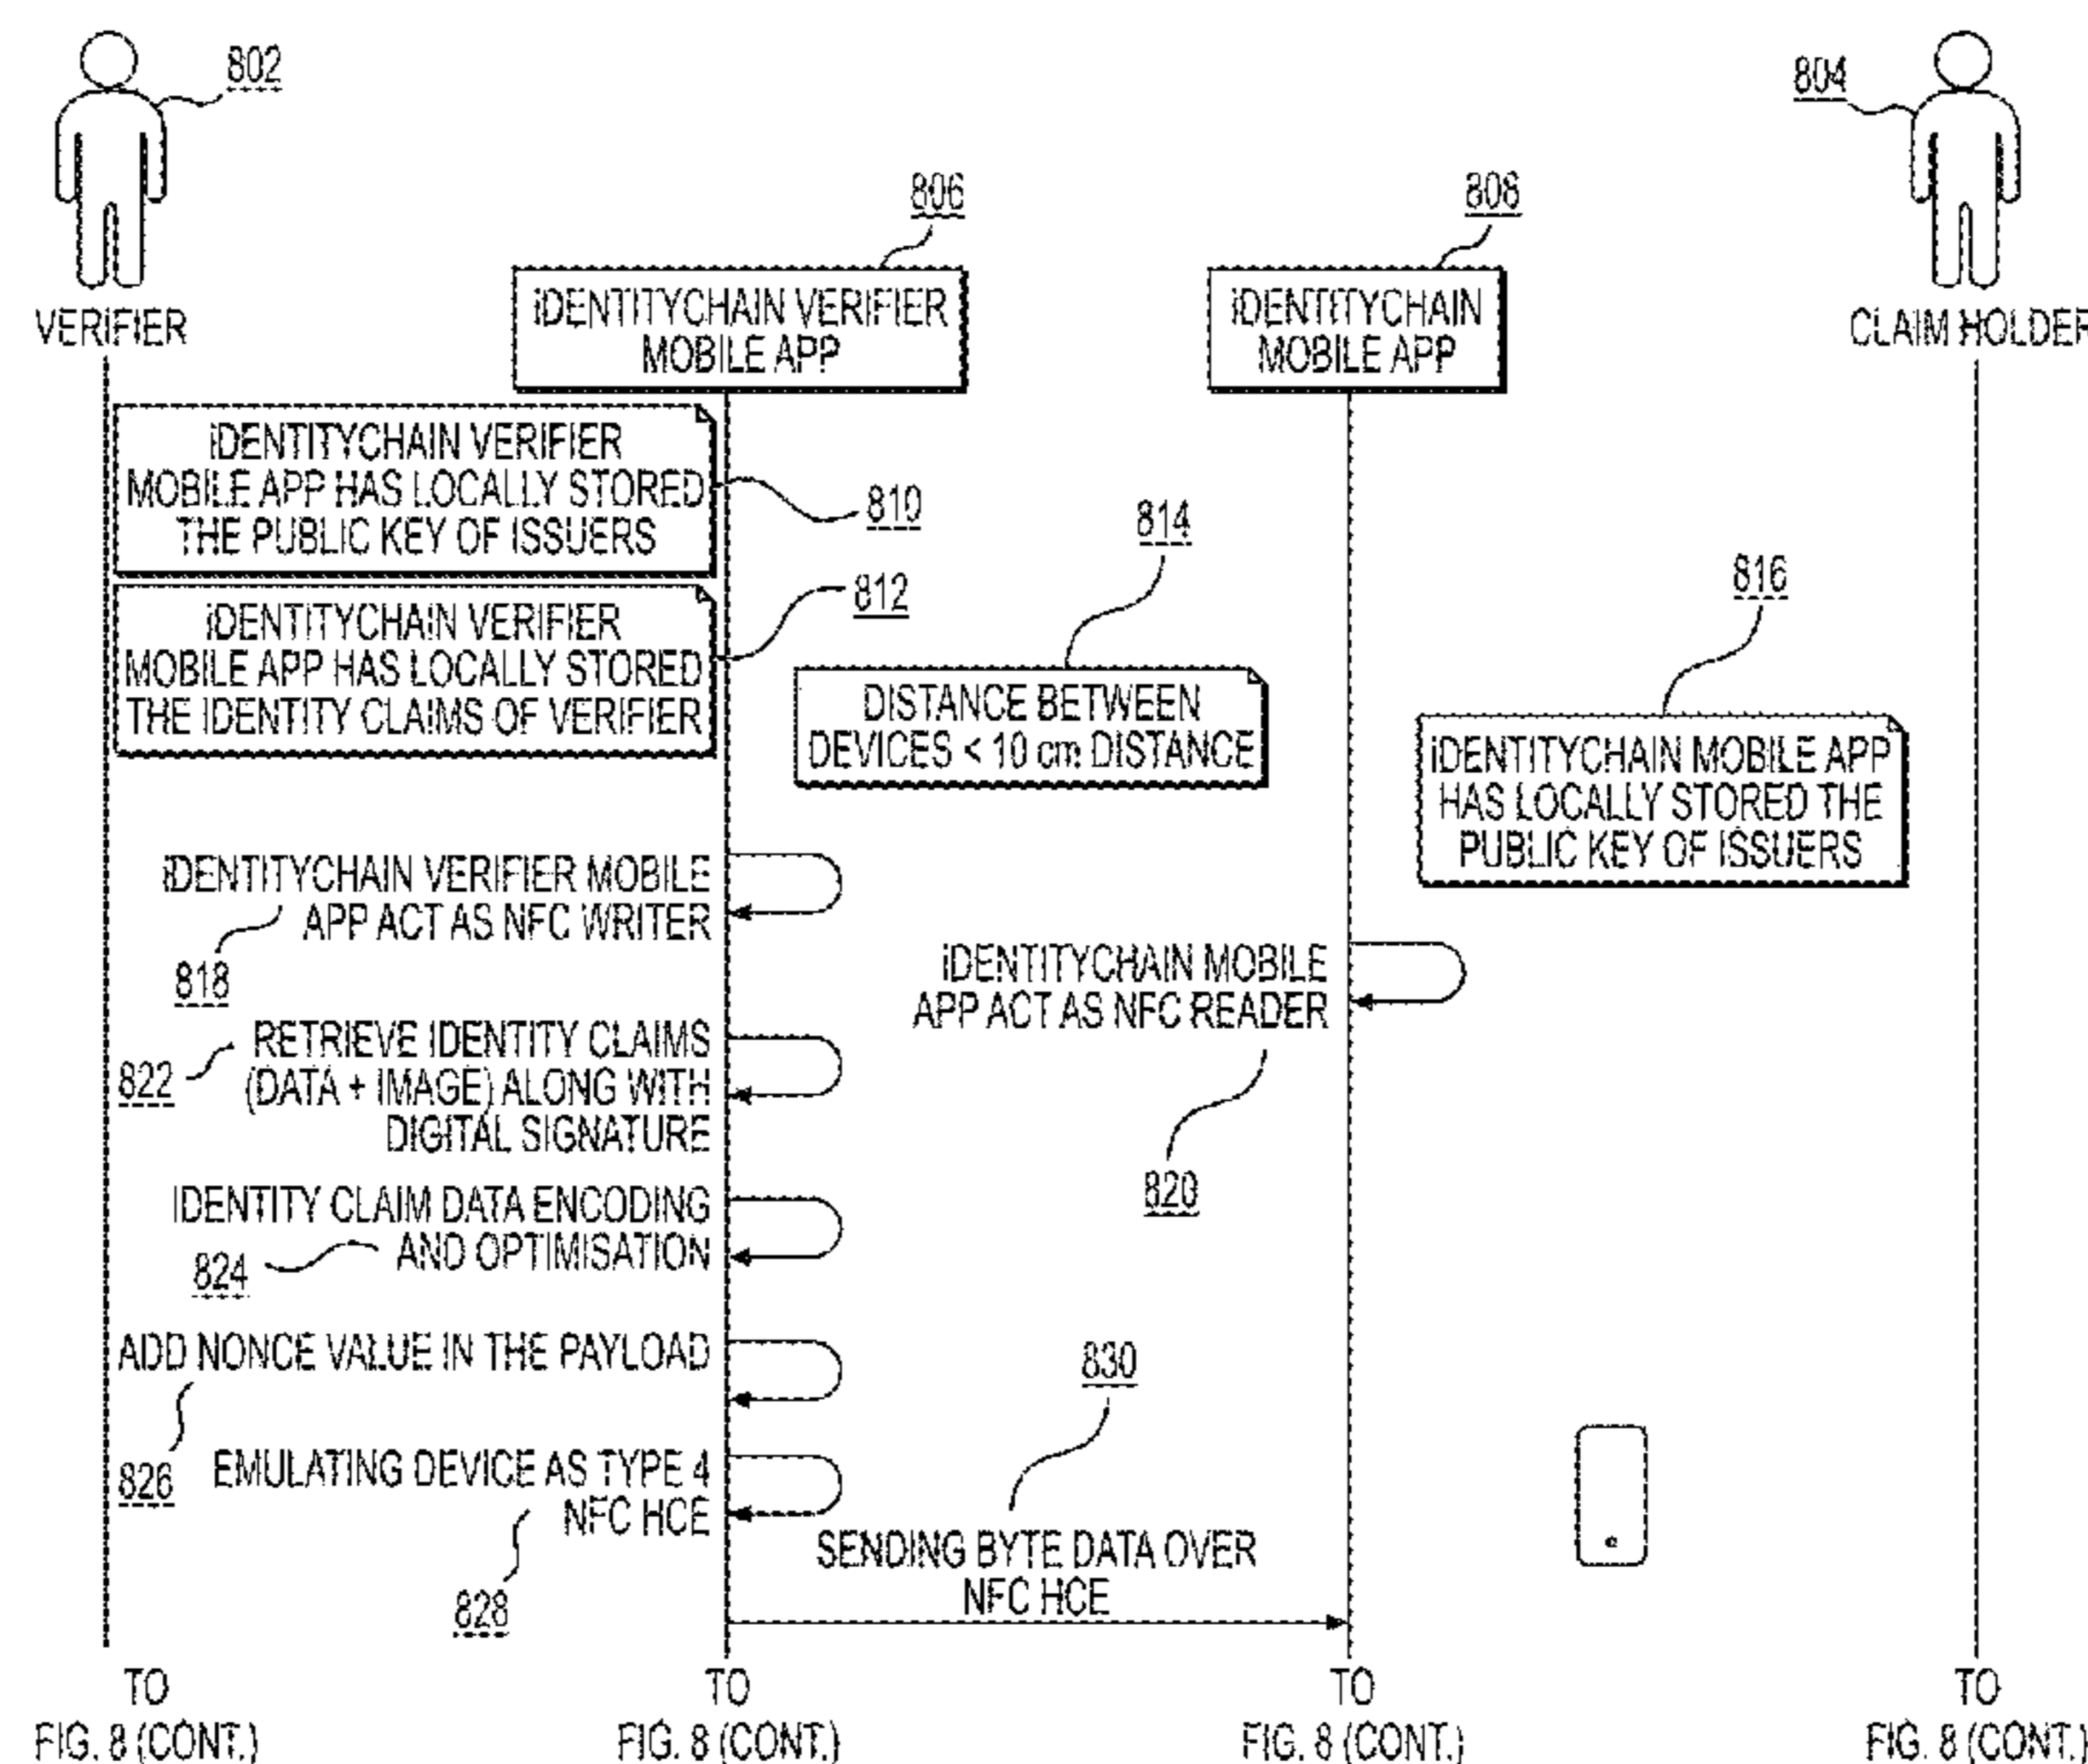 802
804
806
808
VERIFIER
iDENTITYCHAIN VERIFIER
MOBILE APP
iDENTITYCHAIN
MOBILE APP
CLAIM HOLDER
iDENTITYCHAIN VERIFIER
MOBILE APP HAS LOCALLY STORED
THE PUBLIC KEY OF ISSUERS
810
iDENTITYCHAIN VERIFIER
MOBILE APP HAS LOCALLY STORED
THE IDENTITY CLAIMS OF VERIFIER
812
814
DISTANCE BETWEEN
DEVICES < 10 cm DISTANCE
816
iDENTITYCHAIN MOBILE APP
HAS LOCALLY STORED THE
PUBLIC KEY OF ISSUERS
iDENTITYCHAIN VERIFIER MOBILE
APP ACT AS NFC WRITER
818
iDENTITYCHAIN MOBILE
APP ACT AS NFC READER
820
RETRIEVE IDENTITY CLAIMS
(DATA + IMAGE) ALONG WITH
DIGITAL SIGNATURE
822
IDENTITY CLAIM DATA ENCODING
AND OPTIMISATION
824
ADD NONCE VALUE IN THE PAYLOAD
826
EMULATING DEVICE AS TYPE 4
NFC HCE
828
830
SENDING BYTE DATA OVER
NFC HCE
TO
FIG. 8 (CONT.)
TO
FIG. 8 (CONT.)
TO
FIG. 8 (CONT.)
TO
FIG. 8 (CONT.)